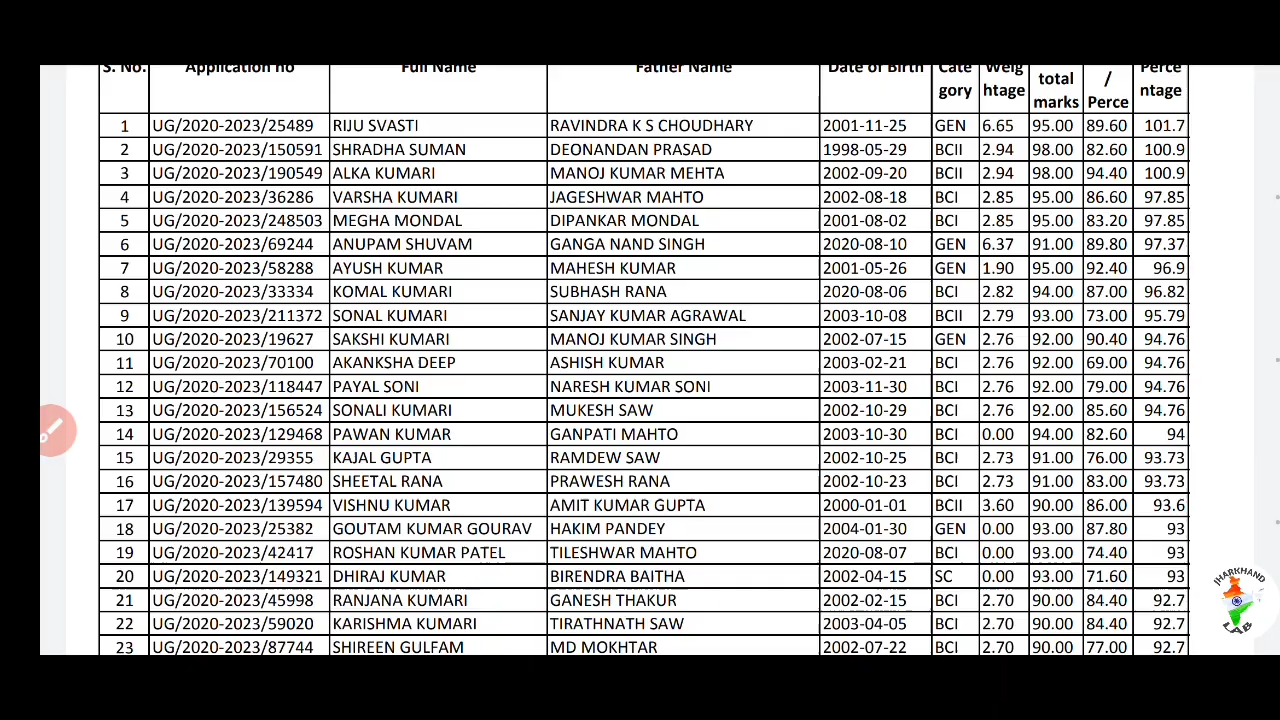 S. No. Application no Full Name Father Name Date of Birth Cate gory Weig htage total marks / Perce Perce ntage
1 UG/2020-2023/25489 RIJU SVASTI RAVINDRA K S CHOUDHARY 2001-11-25 GEN 6.65 95.00 89.60 101.7
2 UG/2020-2023/150591 SHRADHA SUMAN DEONANDAN PRASAD 1998-05-29 BCII 2.94 98.00 82.60 100.9
3 UG/2020-2023/190549 ALKA KUMARI MANOJ KUMAR MEHTA 2002-09-20 BCII 2.94 98.00 94.40 100.9
4 UG/2020-2023/36286 VARSHA KUMARI JAGESHWAR MAHTO 2002-08-18 BCI 2.85 95.00 86.60 97.85
5 UG/2020-2023/248503 MEGHA MONDAL DIPANKAR MONDAL 2001-08-02 BCI 2.85 95.00 83.20 97.85
6 UG/2020-2023/69244 ANUPAM SHUVAM GANGA NAND SINGH 2020-08-10 GEN 6.37 91.00 89.80 97.37
7 UG/2020-2023/58288 AYUSH KUMAR MAHESH KUMAR 2001-05-26 GEN 1.90 95.00 92.40 96.9
8 UG/2020-2023/33334 KOMAL KUMARI SUBHASH RANA 2020-08-06 BCI 2.82 94.00 87.00 96.82
9 UG/2020-2023/211372 SONAL KUMARI SANJAY KUMAR AGRAWAL 2003-10-08 BCII 2.79 93.00 73.00 95.79
10 UG/2020-2023/19627 SAKSHI KUMARI MANOJ KUMAR SINGH 2002-07-15 GEN 2.76 92.00 90.40 94.76
11 UG/2020-2023/70100 AKANKSHA DEEP ASHISH KUMAR 2003-02-21 BCI 2.76 92.00 69.00 94.76
12 UG/2020-2023/118447 PAYAL SONI NARESH KUMAR SONI 2003-11-30 BCI 2.76 92.00 79.00 94.76
13 UG/2020-2023/156524 SONALI KUMARI MUKESH SAW 2002-10-29 BCI 2.76 92.00 85.60 94.76
14 UG/2020-2023/129468 PAWAN KUMAR GANPATI MAHTO 2003-10-30 BCI 0.00 94.00 82.60 94
15 UG/2020-2023/29355 KAJAL GUPTA RAMDEW SAW 2002-10-25 BCI 2.73 91.00 76.00 93.73
16 UG/2020-2023/157480 SHEETAL RANA PRAWESH RANA 2002-10-23 BCI 2.73 91.00 83.00 93.73
17 UG/2020-2023/139594 VISHNU KUMAR AMIT KUMAR GUPTA 2000-01-01 BCII 3.60 90.00 86.00 93.6
18 UG/2020-2023/25382 GOUTAM KUMAR GOURAV HAKIM PANDEY 2004-01-30 GEN 0.00 93.00 87.80 93
19 UG/2020-2023/42417 ROSHAN KUMAR PATEL TILESHWAR MAHTO 2020-08-07 BCI 0.00 93.00 74.40 93
20 UG/2020-2023/149321 DHIRAJ KUMAR BIRENDRA BAITHA 2002-04-15 SC 0.00 93.00 71.60 93
21 UG/2020-2023/45998 RANJANA KUMARI GANESH THAKUR 2002-02-15 BCI 2.70 90.00 84.40 92.7
22 UG/2020-2023/59020 KARISHMA KUMARI TIRATHNATH SAW 2003-04-05 BCI 2.70 90.00 84.40 92.7
23 UG/2020-2023/87744 SHIREEN GULFAM MD MOKHTAR 2002-07-22 BCI 2.70 90.00 77.00 92.7
JHARKHAND
LAB